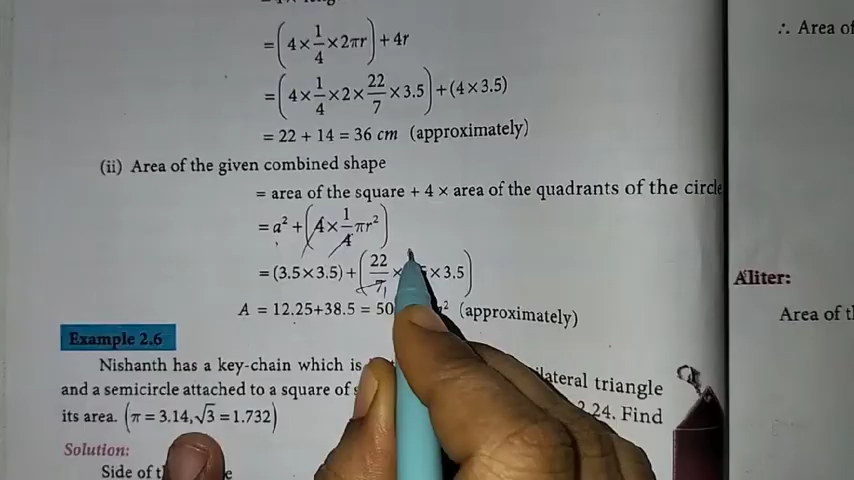 = (4 × 1/4 × 2πr) + 4r
= (4 × 1/4 × 2 × 22/7 × 3.5) + (4 × 3.5)
= 22 + 14 = 36 cm (approximately)
(ii) Area of the given combined shape
= area of the square + 4 × area of the quadrants of the circle
= a² + (4 × 1/4 πr²)
= (3.5 × 3.5) + (22/7 × × 3.5)
A = 12.25+38.5 = 50 (approximately)
Example 2.6
Nishanth has a key-chain which is lateral triangle
and a semicircle attached to a square of 2.24. Find
its area. (π = 3.14, √3 = 1.732)
Solution:
Side of
∴ Area of
Aliter:
Area of